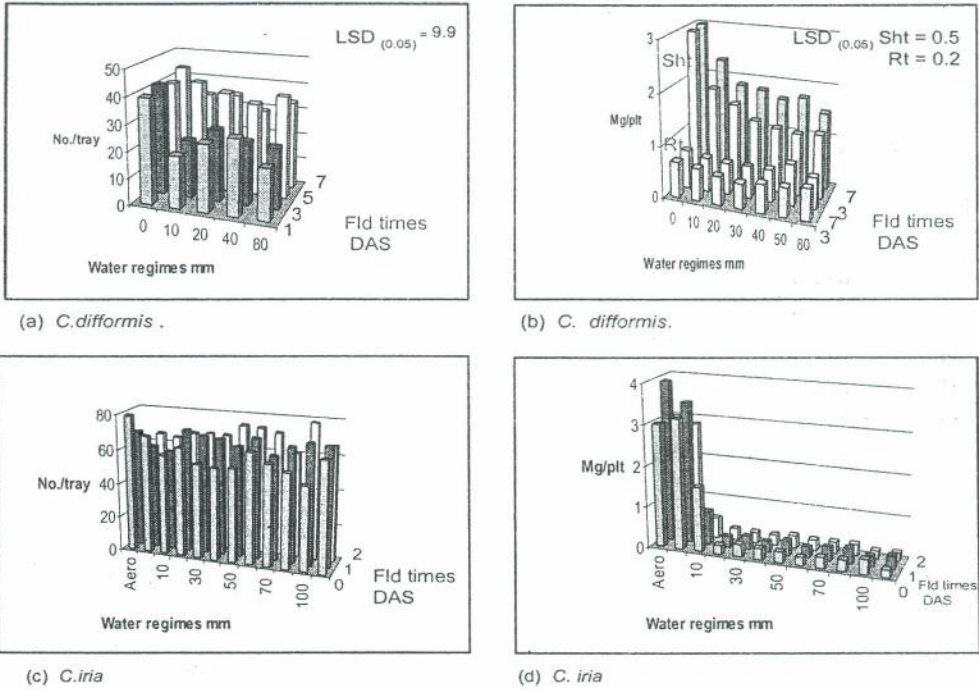 LSD (0.05) = 9.9
50
40
30
20
10
0
No./tray
0 10 20 40 80
7
5
3
1
Fld times
DAS
Water regimes mm
(a) C.difformis .
LSD (0.05) Sht = 0.5
Rt = 0.2
3
2
1
0
Sht
Rt
Mg/plt
0 10 20 30 40 50 80
7
3
7
3
Fld times
DAS
Water regimes mm
(b) C. difformis.
80
60
40
20
0
No./tray
Aero 10 30 50 70 100
2
1
0
Fld times
DAS
Water regimes mm
(c) C.iria
4
3
2
1
0
Mg/plt
Aero 10 30 50 70 100
2
1
0
Fld times
DAS
Water regimes mm
(d) C. iria